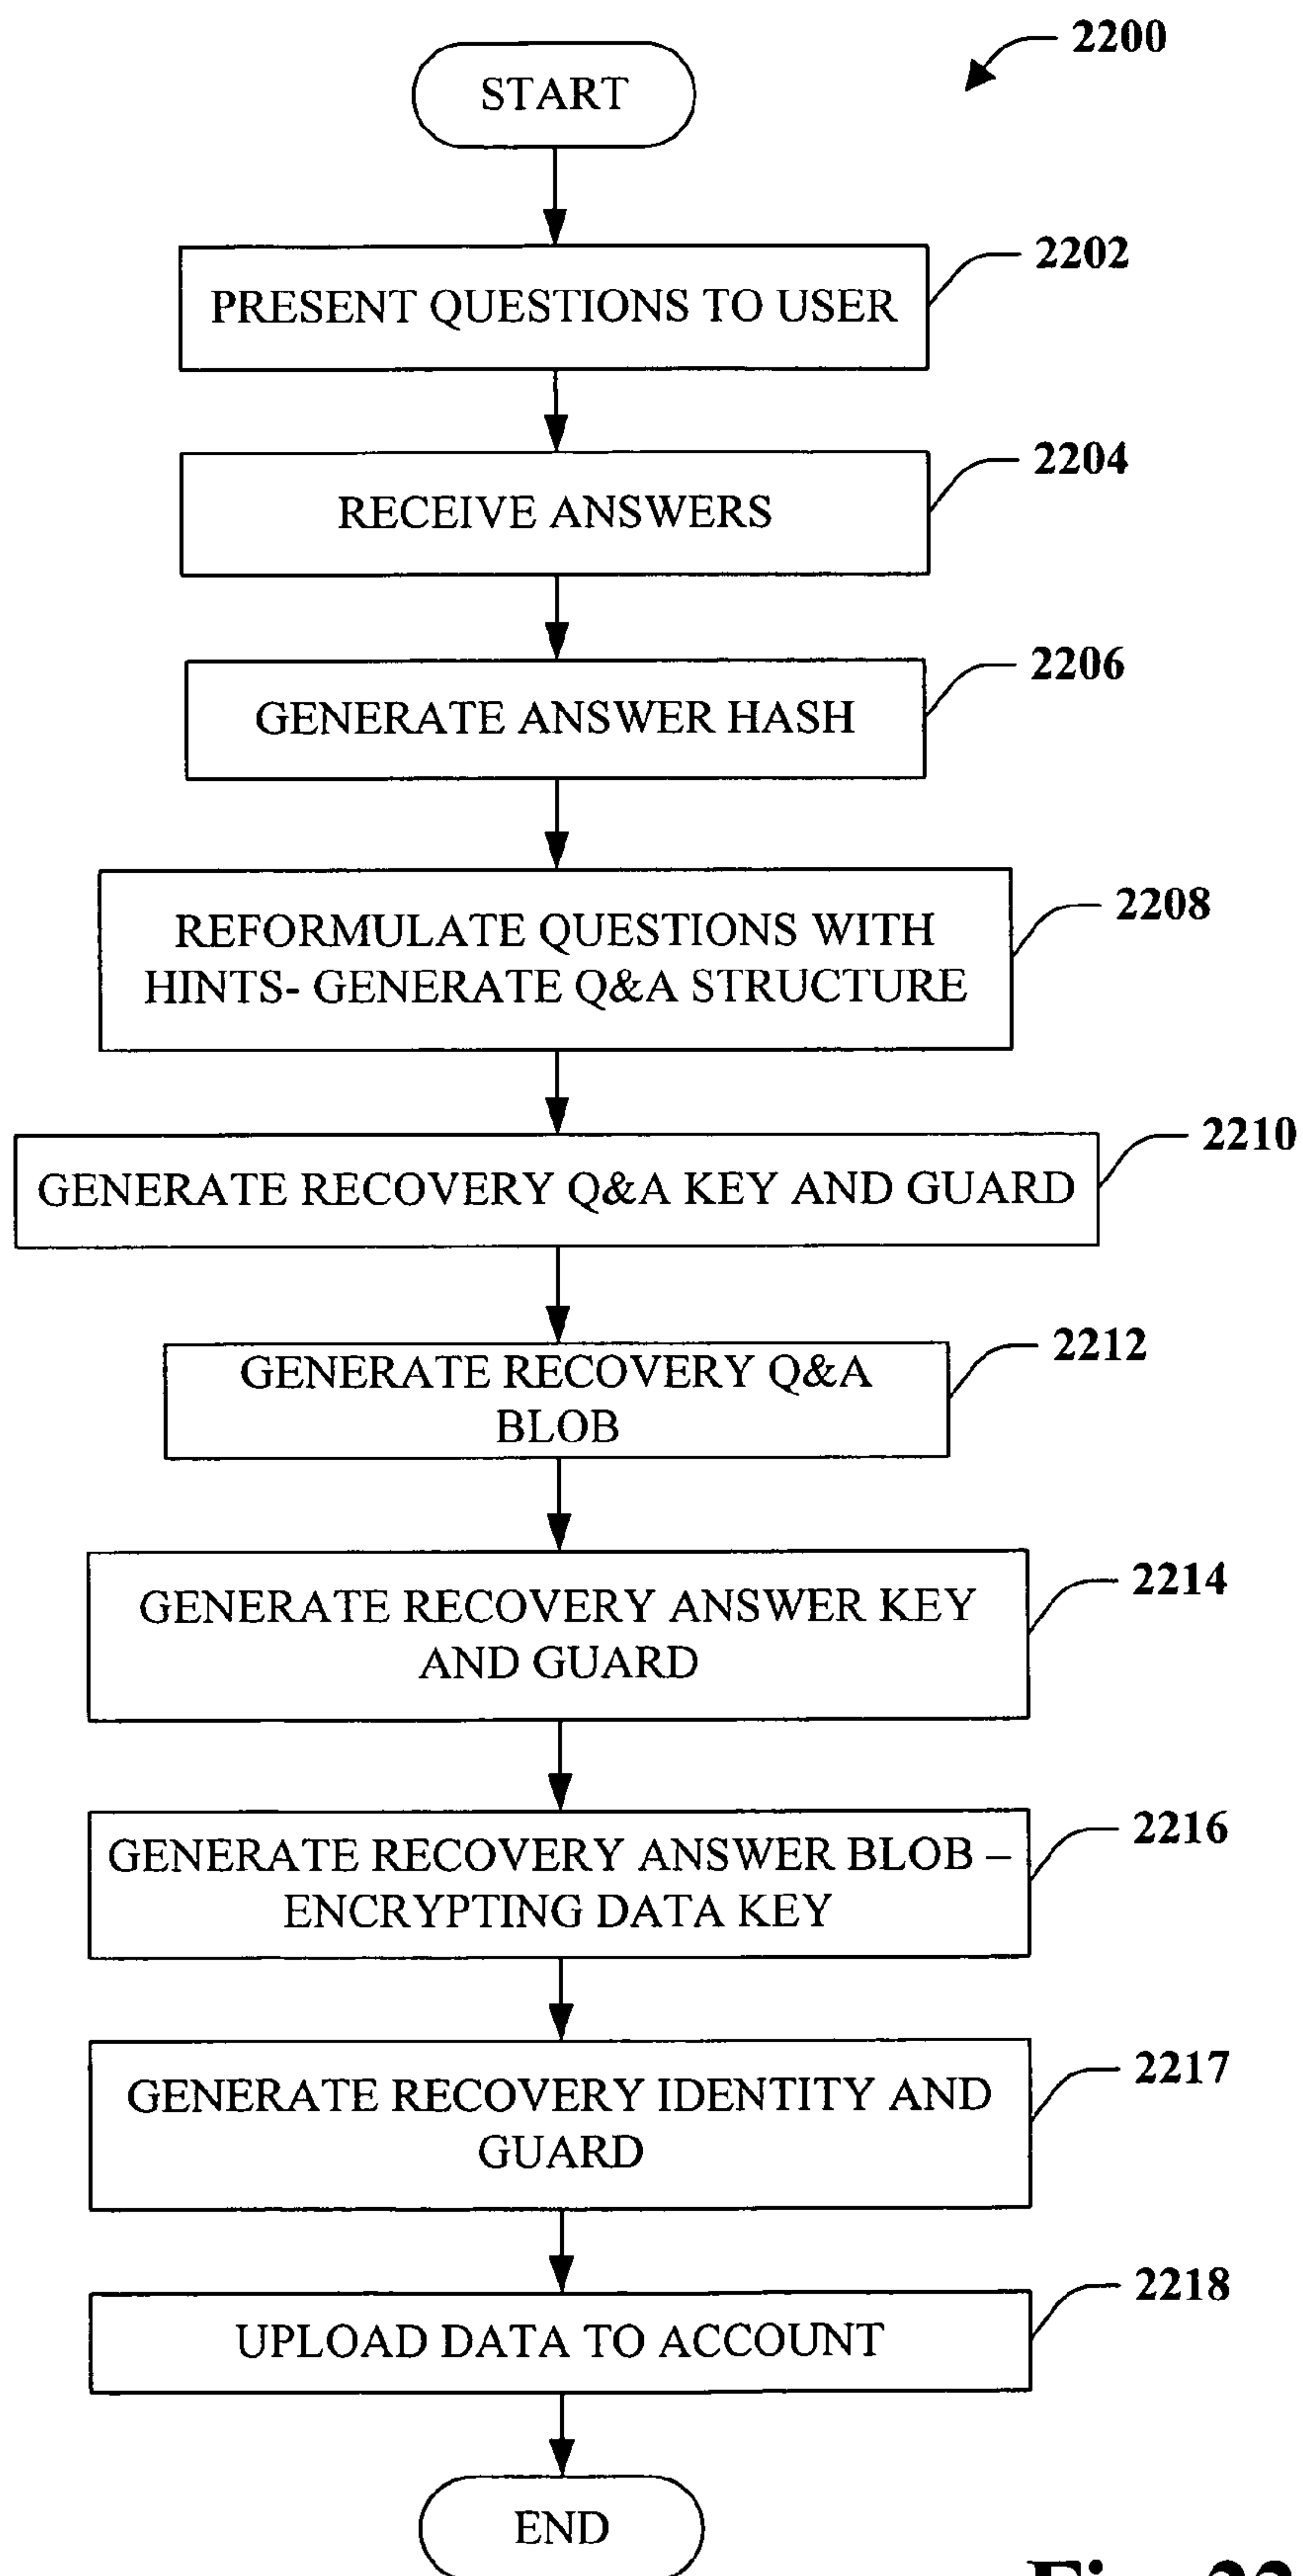 2200
START
2202
PRESENT QUESTIONS TO USER
2204
RECEIVE ANSWERS
2206
GENERATE ANSWER HASH
2208
REFORMULATE QUESTIONS WITH
HINTS- GENERATE Q&A STRUCTURE
2210
GENERATE RECOVERY Q&A KEY AND GUARD
2212
GENERATE RECOVERY Q&A
BLOB
2214
GENERATE RECOVERY ANSWER KEY
AND GUARD
2216
GENERATE RECOVERY ANSWER BLOB –
ENCRYPTING DATA KEY
2217
GENERATE RECOVERY IDENTITY AND
GUARD
2218
UPLOAD DATA TO ACCOUNT
END